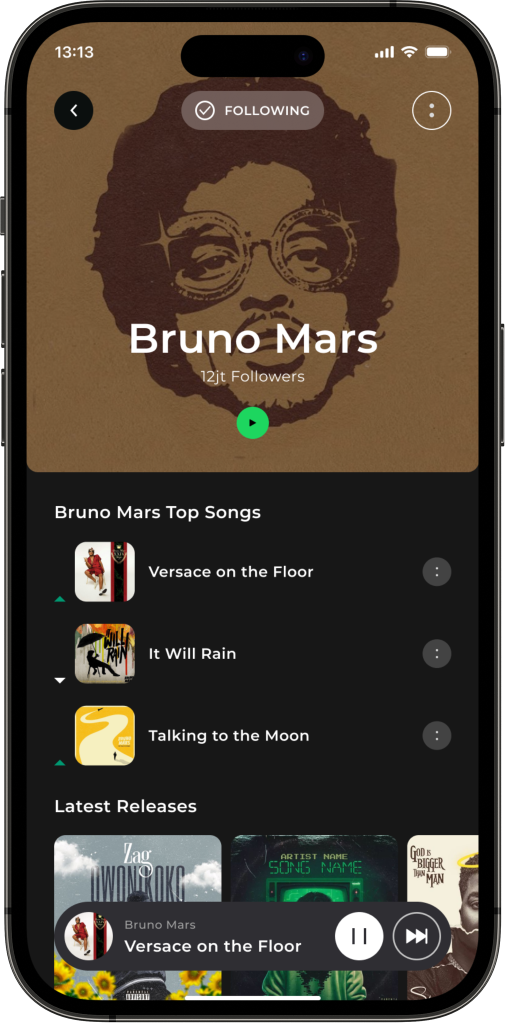 13:13
FOLLOWING
Bruno Mars
12jt Followers
Bruno Mars Top Songs
Versace on the Floor
WILL
RAIN
It Will Rain
Talking to the Moon
Latest Releases
Zag
ARTIST NAME
SONG NAME
GOD IS
BIGGER
THAN
MAN
Bruno Mars
Versace on the Floor